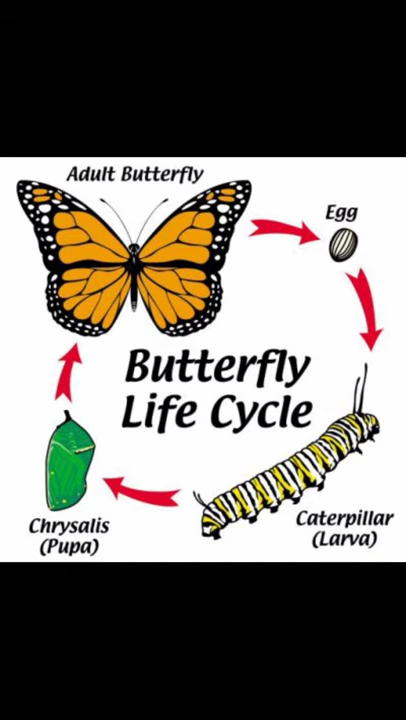 Adult Butterfly
Egg
Butterfly
Life Cycle
Caterpillar
(Larva)
Chrysalis
(Pupa)